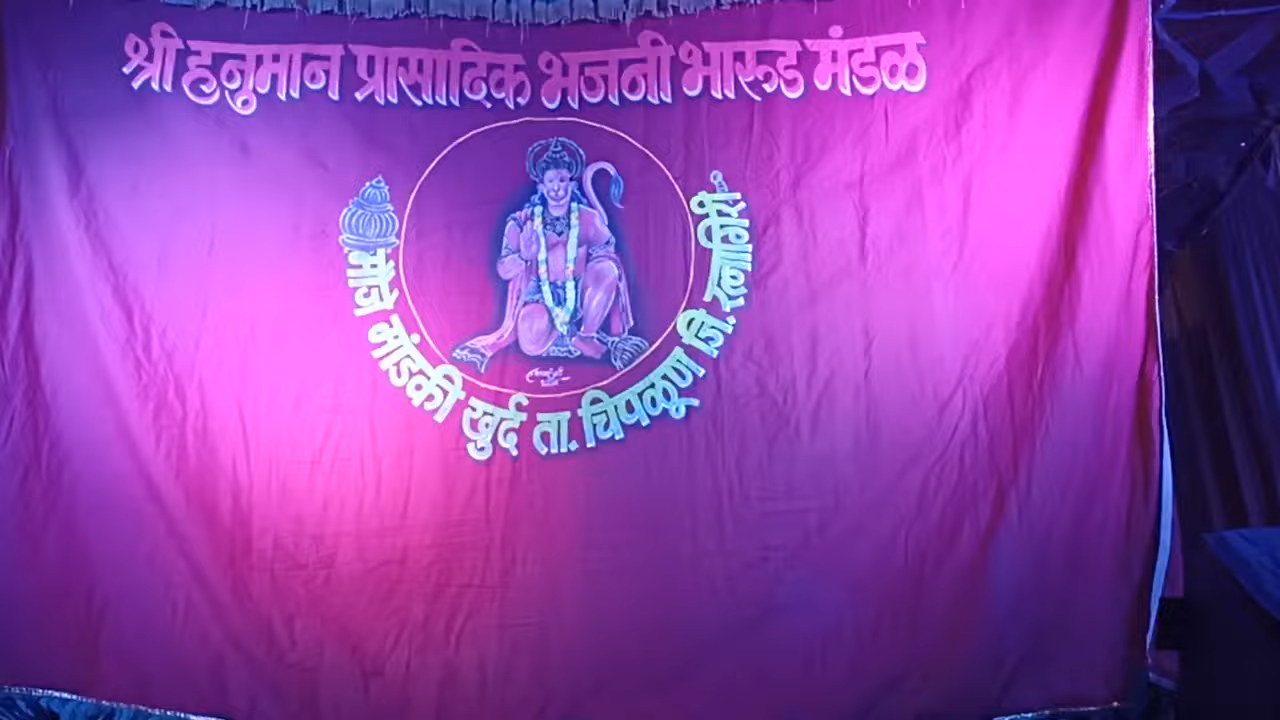 श्री हनुमान प्रासादिक भजनी भारूड मंडळ
मौजे मांडकी खुर्द ता. चिपळूण जि. रत्नागिरी